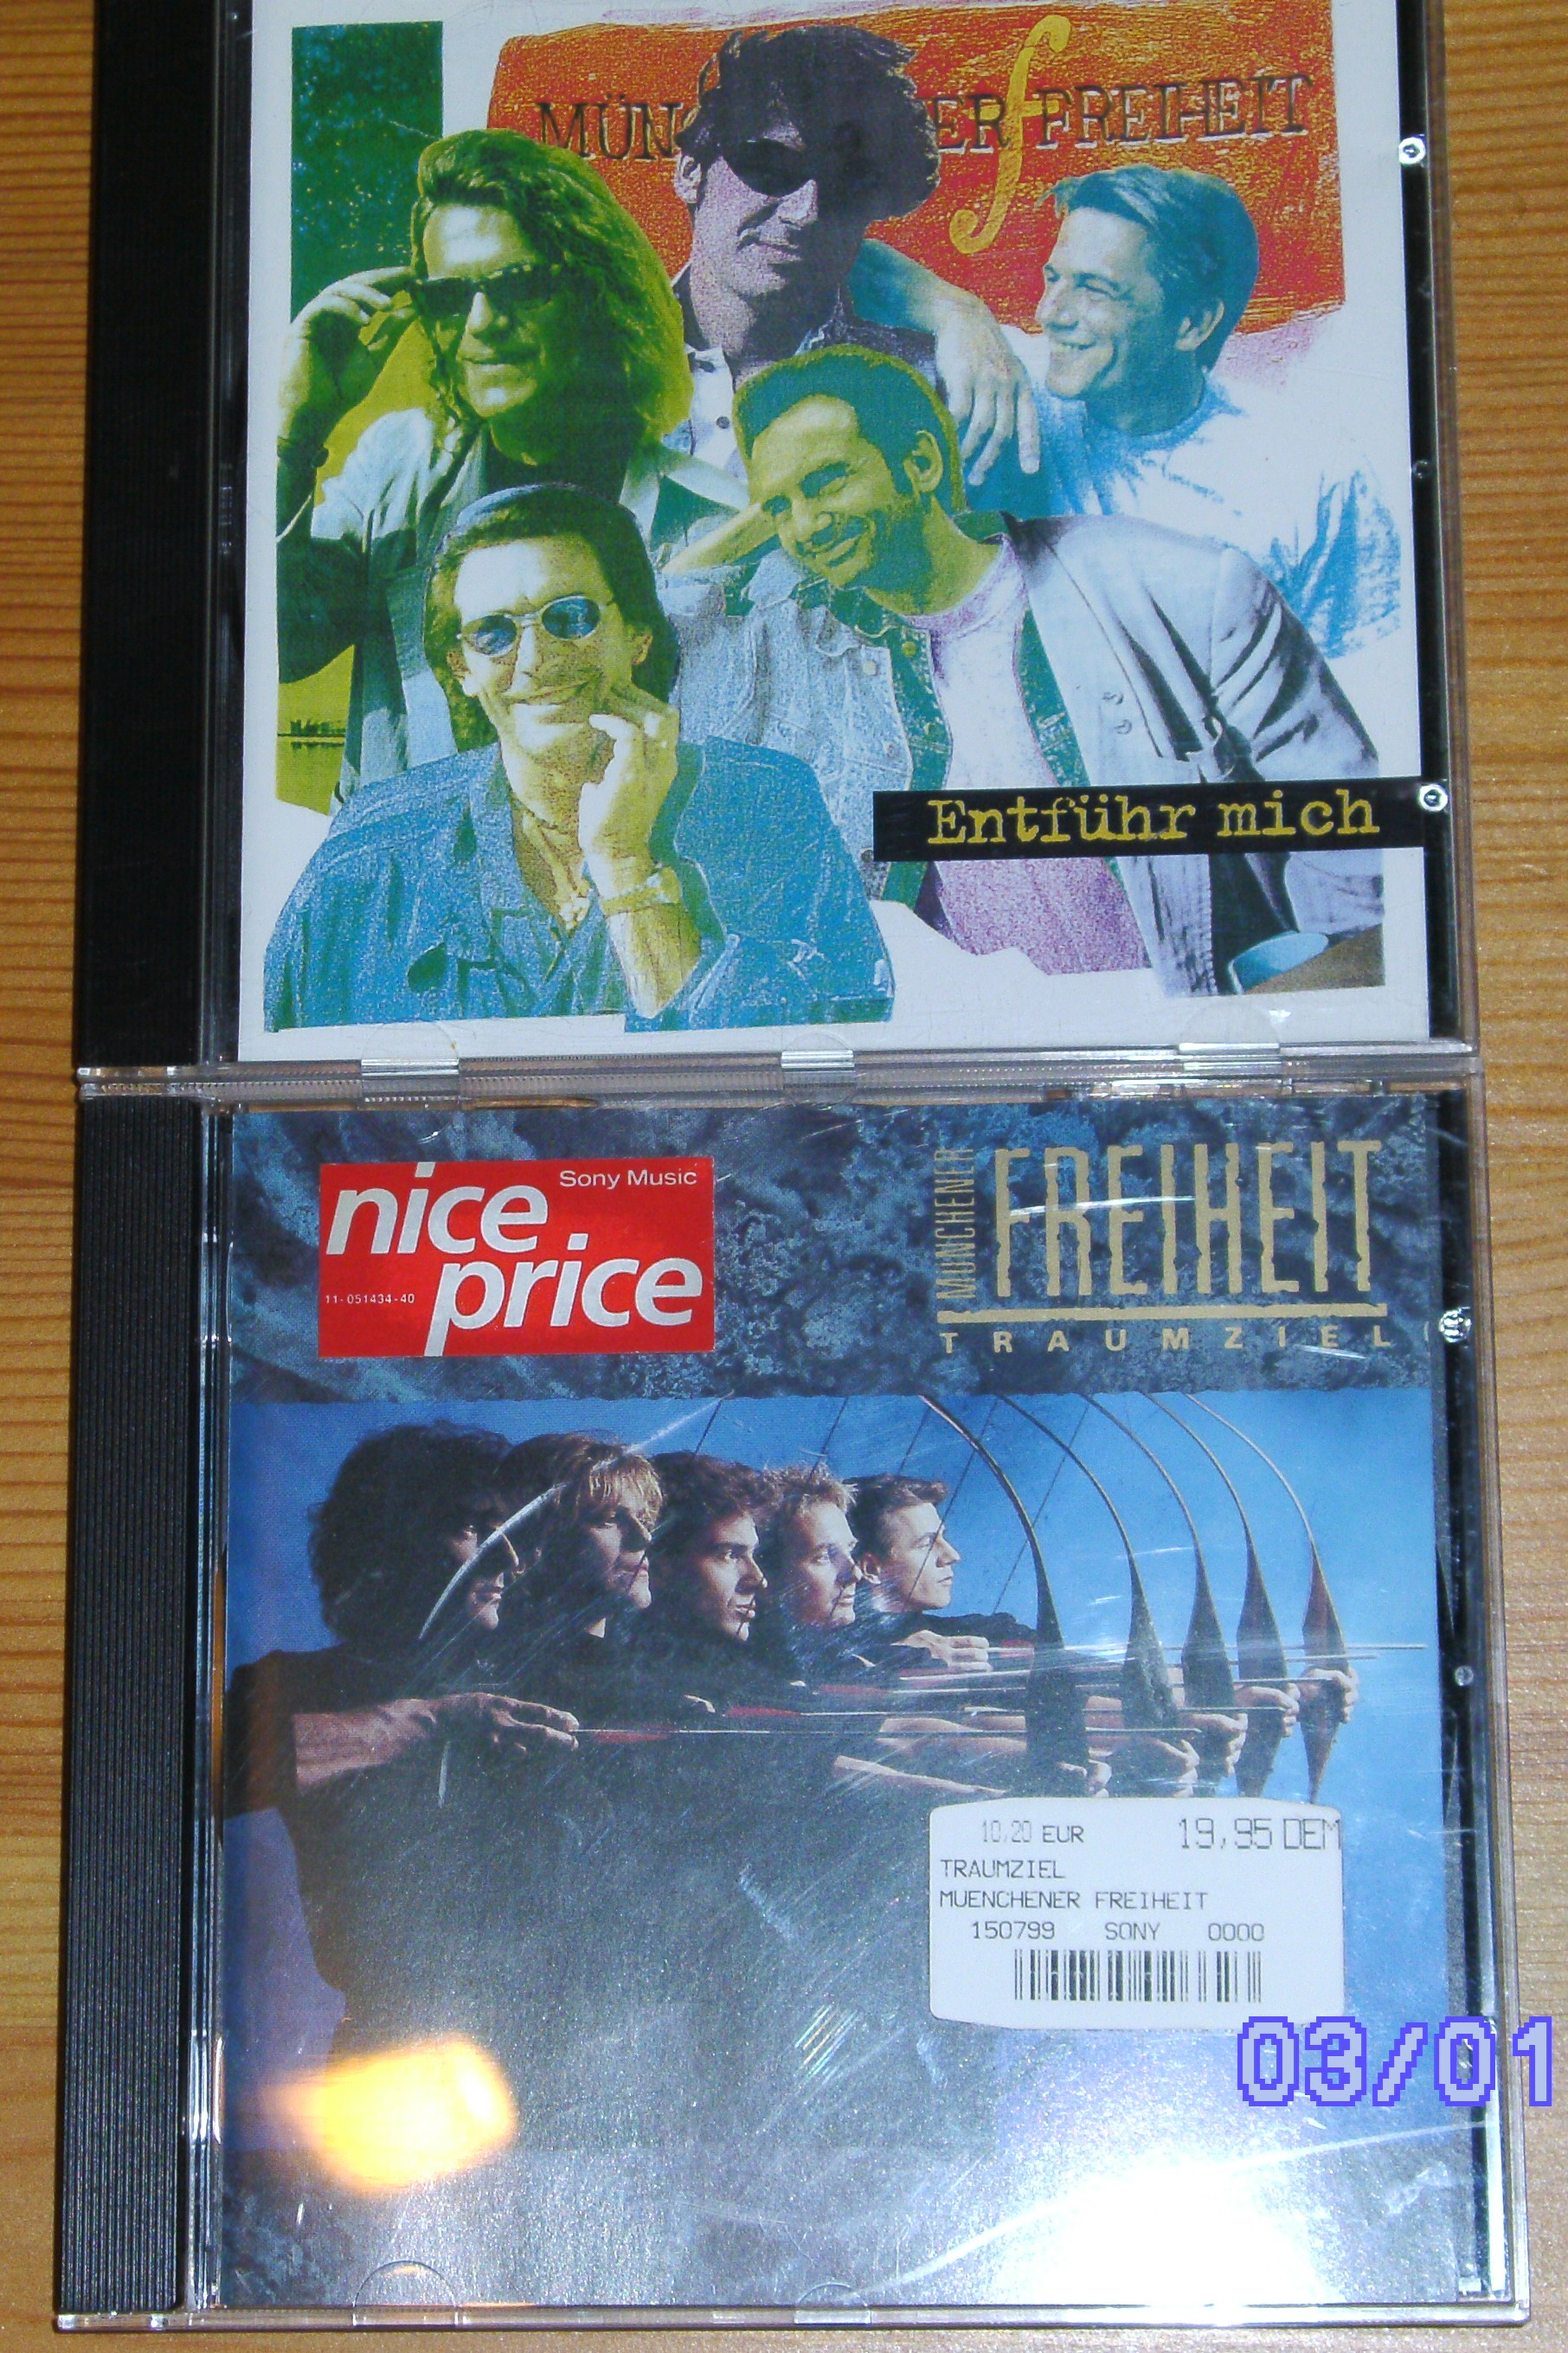 MÜN ER f FREIHEIT
Entführ mich
Sony Music
nice
price
11-051434-40
MÜNCHENER
FREIHEIT
TRAUMZIEL
10,20 EUR 19,95 DEM
TRAUMZIEL
MUENCHENER FREIHEIT
150799 SONY 0000
03/01